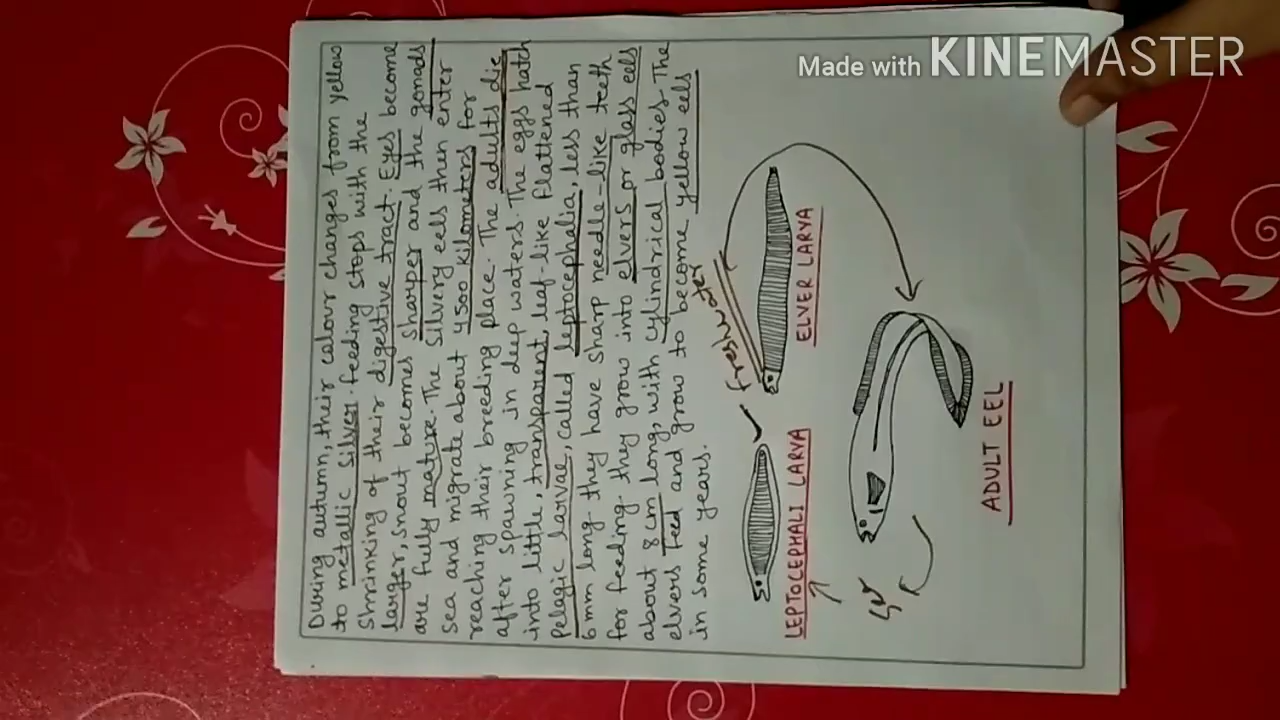 Made with KINEMASTER
During autumn, their colour changes from yellow
to metallic silver. feeding stops with the
shrinking of their digestive tract. Eyes become
larger, snout becomes sharper and the gonads
are fully mature. The silvery eels then enter
sea and migrate about 4500 kilometers for
reaching their breeding place. The adults die
after spawning in deep waters. The eggs hatch
into little, transparent, leaf-like flattened
pelagic larvae, called leptocephalia, less than
6mm long. they have sharp needle-like teeth
for feeding. they grow into elvers or glass eels
about 8cm long, with cylindrical bodies. The
elvers feed and grow to become yellow eels
in some years.
freshwater
LEPTOCEPHALI LARVA
ELVER LARVA
ADULT EEL